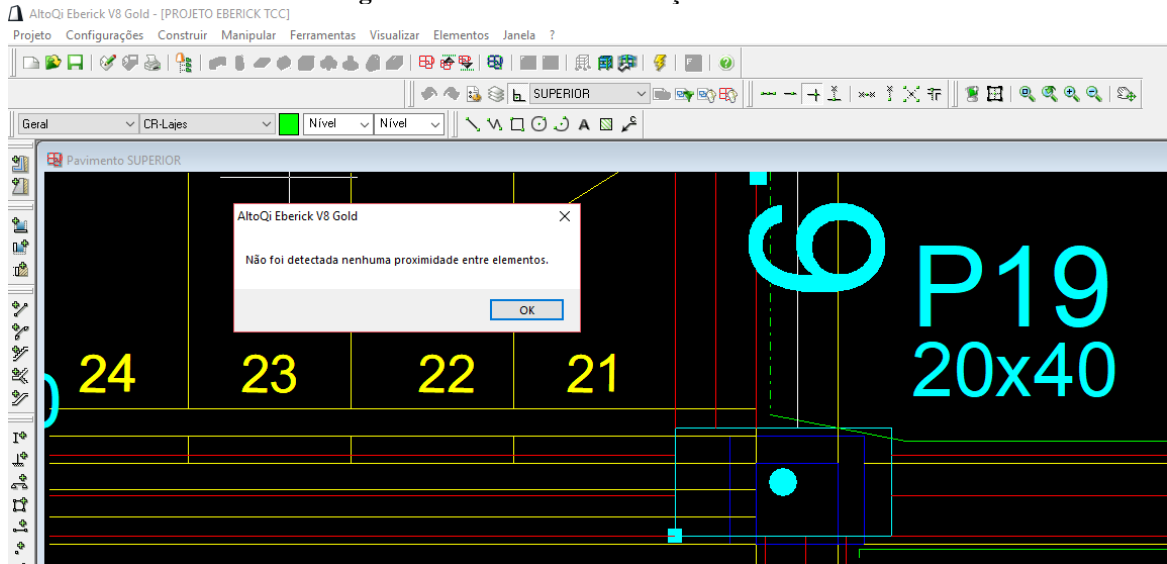 AltoQi Eberick V8 Gold - [PROJETO EBERICK TCC]
Projeto Configurações Construir Manipular Ferramentas Visualizar Elementos Janela ?
SUPERIOR
Geral CR-Lajes Nível Nível
Pavimento SUPERIOR
AltoQi Eberick V8 Gold
Não foi detectada nenhuma proximidade entre elementos.
OK
P19
20x40
24 23 22 21